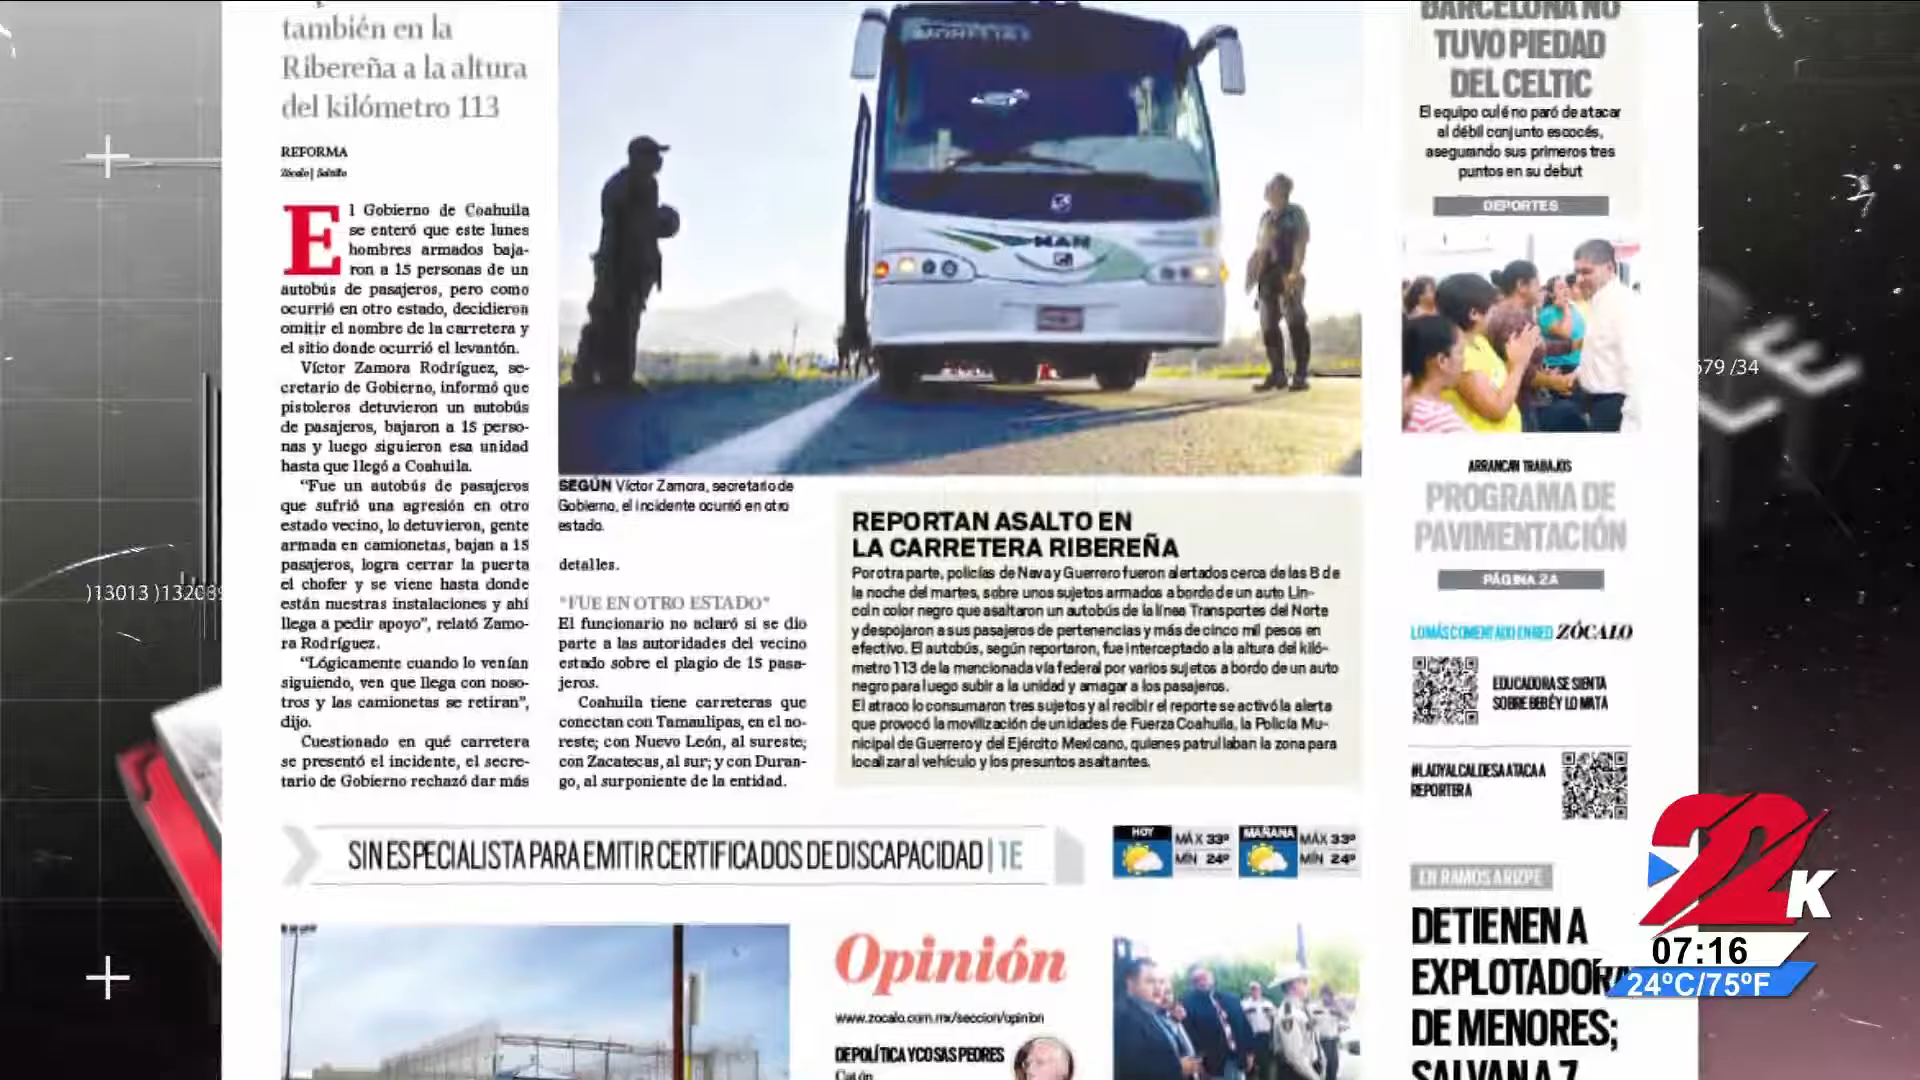 también en la
Ribereña a la altura
del kilómetro 113
REFORMA
Zócalo | Saltillo
El Gobierno de Coahuila
se enteró que este lunes
hombres armados baja-
ron a 15 personas de un
autobús de pasajeros, pero como
ocurrió en otro estado, decidieron
omitir el nombre de la carretera y
el sitio donde ocurrió el levantón.
Víctor Zamora Rodríguez, se-
cretario de Gobierno, informó que
pistoleros detuvieron un autobús
de pasajeros, bajaron a 15 perso-
nas y luego siguieron esa unidad
hasta que llegó a Coahuila.
“Fue un autobús de pasajeros
que sufrió una agresión en otro
estado vecino, lo detuvieron, gente
armada en camionetas, bajan a 15
pasajeros, logra cerrar la puerta
el chofer y se viene hasta donde
están nuestras instalaciones y ahí
llega a pedir apoyo”, relató Zamo-
ra Rodríguez.
“Lógicamente cuando lo venían
siguiendo, ven que llega con noso-
tros y las camionetas se retiran”,
dijo.
Cuestionado en qué carretera
se presentó el incidente, el secre-
tario de Gobierno rechazó dar más
MAN
SEGÚN Víctor Zamora, secretario de
Gobierno, el incidente ocurrió en otro
estado.
detalles.
“FUE EN OTRO ESTADO”
El funcionario no aclaró si se dio
parte a las autoridades del vecino
estado sobre el plagio de 15 pasa-
jeros.
Coahuila tiene carreteras que
conectan con Tamaulipas, en el no-
reste; con Nuevo León, al sureste;
con Zacatecas, al sur; y con Duran-
go, al surponiente de la entidad.
REPORTAN ASALTO EN
LA CARRETERA RIBEREÑA
Por otra parte, policías de Nava y Guerrero fueron alertados cerca de las 8 de
la noche del martes, sobre unos sujetos armados a bordo de un auto Lin-
coln color negro que asaltaron un autobús de la línea Transportes del Norte
y despojaron a sus pasajeros de pertenencias y más de cinco mil pesos en
efectivo. El autobús, según reportaron, fue interceptado a la altura del kiló-
metro 113 de la mencionada vía federal por varios sujetos a bordo de un auto
negro para luego subir a la unidad y amagar a los pasajeros.
El atraco lo consumaron tres sujetos y al recibir el reporte se activó la alerta
que provocó la movilización de unidades de Fuerza Coahuila, la Policía Mu-
nicipal de Guerrero y del Ejército Mexicano, quienes patrullaban la zona para
localizar al vehículo y los presuntos asaltantes.
BARCELONA NO
TUVO PIEDAD
DEL CELTIC
El equipo culé no paró de atacar
al débil conjunto escocés,
asegurando sus primeros tres
puntos en su debut
DEPORTES
ARRANCAN TRABAJOS
PROGRAMA DE
PAVIMENTACIÓN
PÁGINA 2A
LO MÁS COMENTADO EN RED ZÓCALO
EDUCADORA SE SIENTA
SOBRE BEBÉ Y LO MATA
#LADYALCALDESA ATACA A
REPORTERA
EN RAMOS ARIZPE
DETIENEN A
EXPLOTADORA
DE MENORES;
SALVAN A 7
SIN ESPECIALISTA PARA EMITIR CERTIFICADOS DE DISCAPACIDAD | 1E
HOY
MÁX 33º
MÍN 24º
MAÑANA
MÁX 33º
MÍN 24º
Opinión
www.zocalo.com.mx/seccion/opinion
DE POLÍTICA Y COSAS PEORES
Catón
)13013 )132039
579 /34
22
K
07:16
24ºC/75ºF